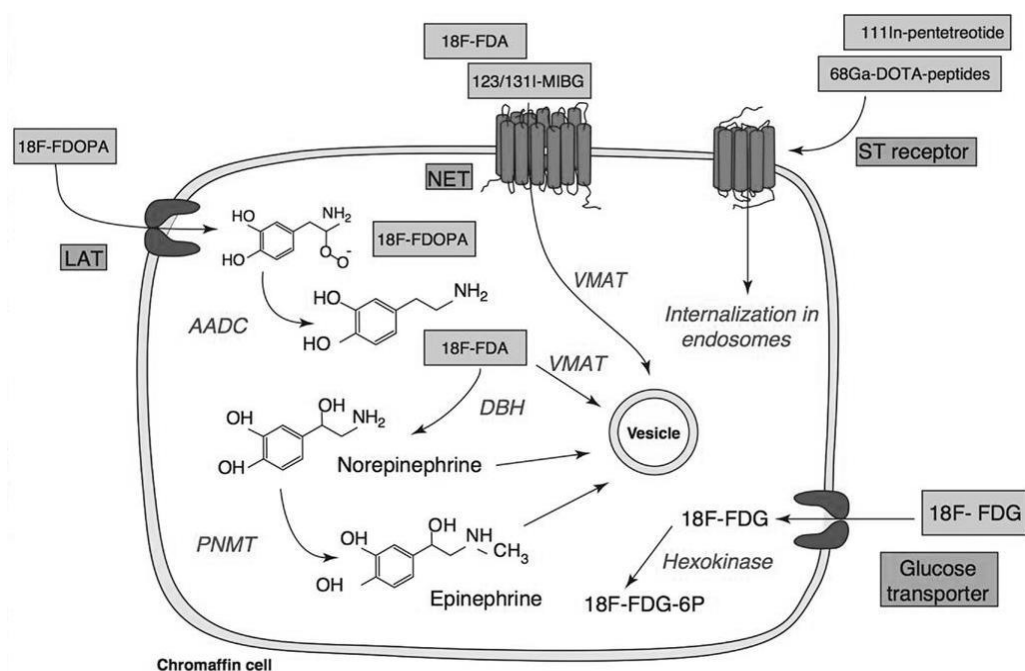 18F-FDA
123/131I-MIBG
111In-pentetreotide
68Ga-DOTA-peptides
18F-FDOPA
NET
ST receptor
LAT
HO
NH2
HO
O
O-
18F-FDOPA
AADC
HO
NH2
HO
VMAT
Internalization in
endosomes
18F-FDA
VMAT
DBH
OH
OH
NH2
OH
Norepinephrine
Vesicle
PNMT
OH
OH
NH
CH3
OH
Epinephrine
18F-FDG
18F- FDG
Hexokinase
18F-FDG-6P
Glucose
transporter
Chromaffin cell